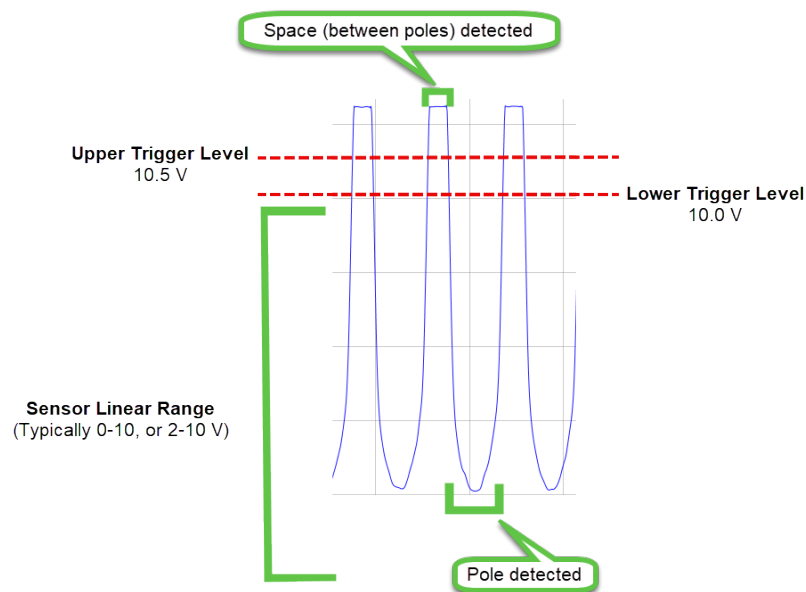 Space (between poles) detected
Upper Trigger Level
10.5 V
Lower Trigger Level
10.0 V
Sensor Linear Range
(Typically 0-10, or 2-10 V)
Pole detected